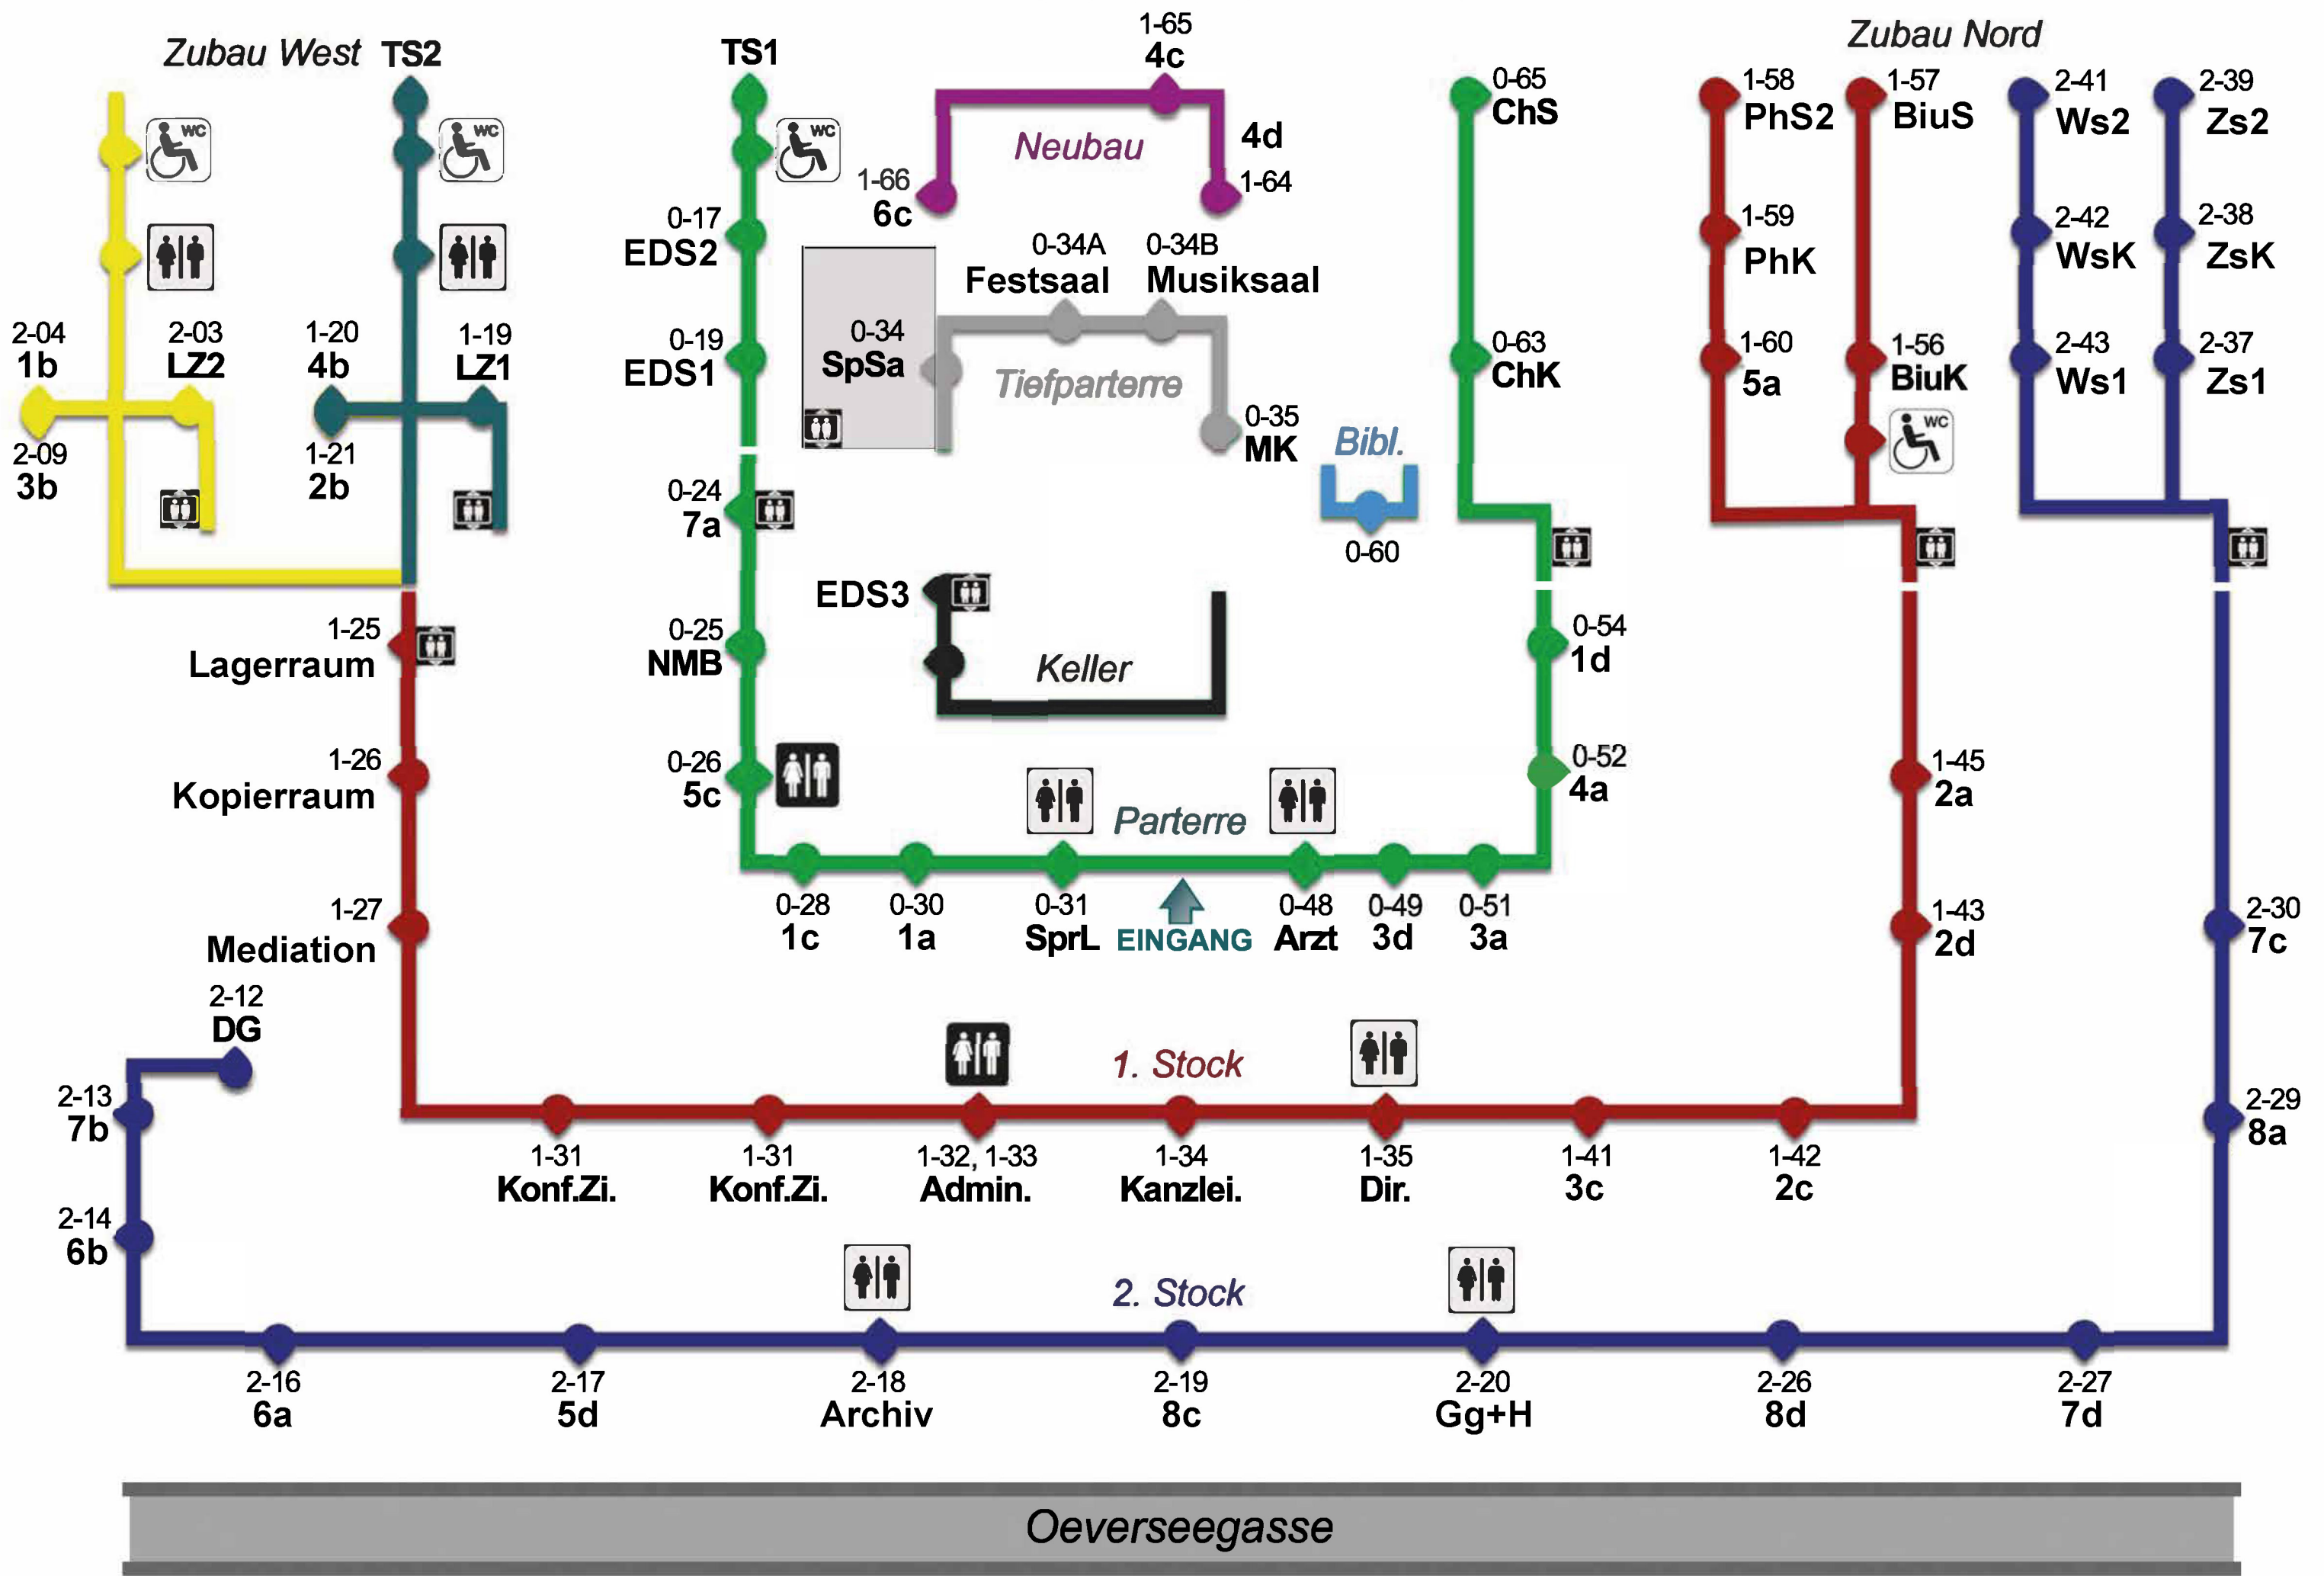 Zubau West
TS2
TS1
1-65
4c
Zubau Nord
0-65
ChS
1-58
PhS2
1-57
BiuS
2-41
Ws2
2-39
Zs2
WC
WC
WC
Neubau
4d
1-64
1-66
6c
0-17
EDS2
0-34A
Festsaal
0-34B
Musiksaal
1-59
PhK
2-42
WsK
2-38
ZsK
2-04
1b
2-03
LZ2
1-20
4b
1-19
LZ1
0-19
EDS1
0-34
SpSa
Tiefparterre
0-63
ChK
1-60
5a
1-56
BiuK
2-43
Ws1
2-37
Zs1
2-09
3b
1-21
2b
0-35
MK
Bibl.
WC
0-24
7a
0-60
EDS3
1-25
Lagerraum
0-25
NMB
Keller
0-54
1d
1-26
Kopierraum
0-26
5c
Parterre
0-52
4a
1-45
2a
0-28
1c
0-30
1a
0-31
SprL
EINGANG
0-48
Arzt
0-49
3d
0-51
3a
1-27
Mediation
1-43
2d
2-30
7c
2-12
DG
1. Stock
2-13
7b
2-29
8a
1-31
Konf.Zi.
1-31
Konf.Zi.
1-32, 1-33
Admin.
1-34
Kanzlei.
1-35
Dir.
1-41
3c
1-42
2c
2-14
6b
2. Stock
2-16
6a
2-17
5d
2-18
Archiv
2-19
8c
2-20
Gg+H
2-26
8d
2-27
7d
Oeverseegasse